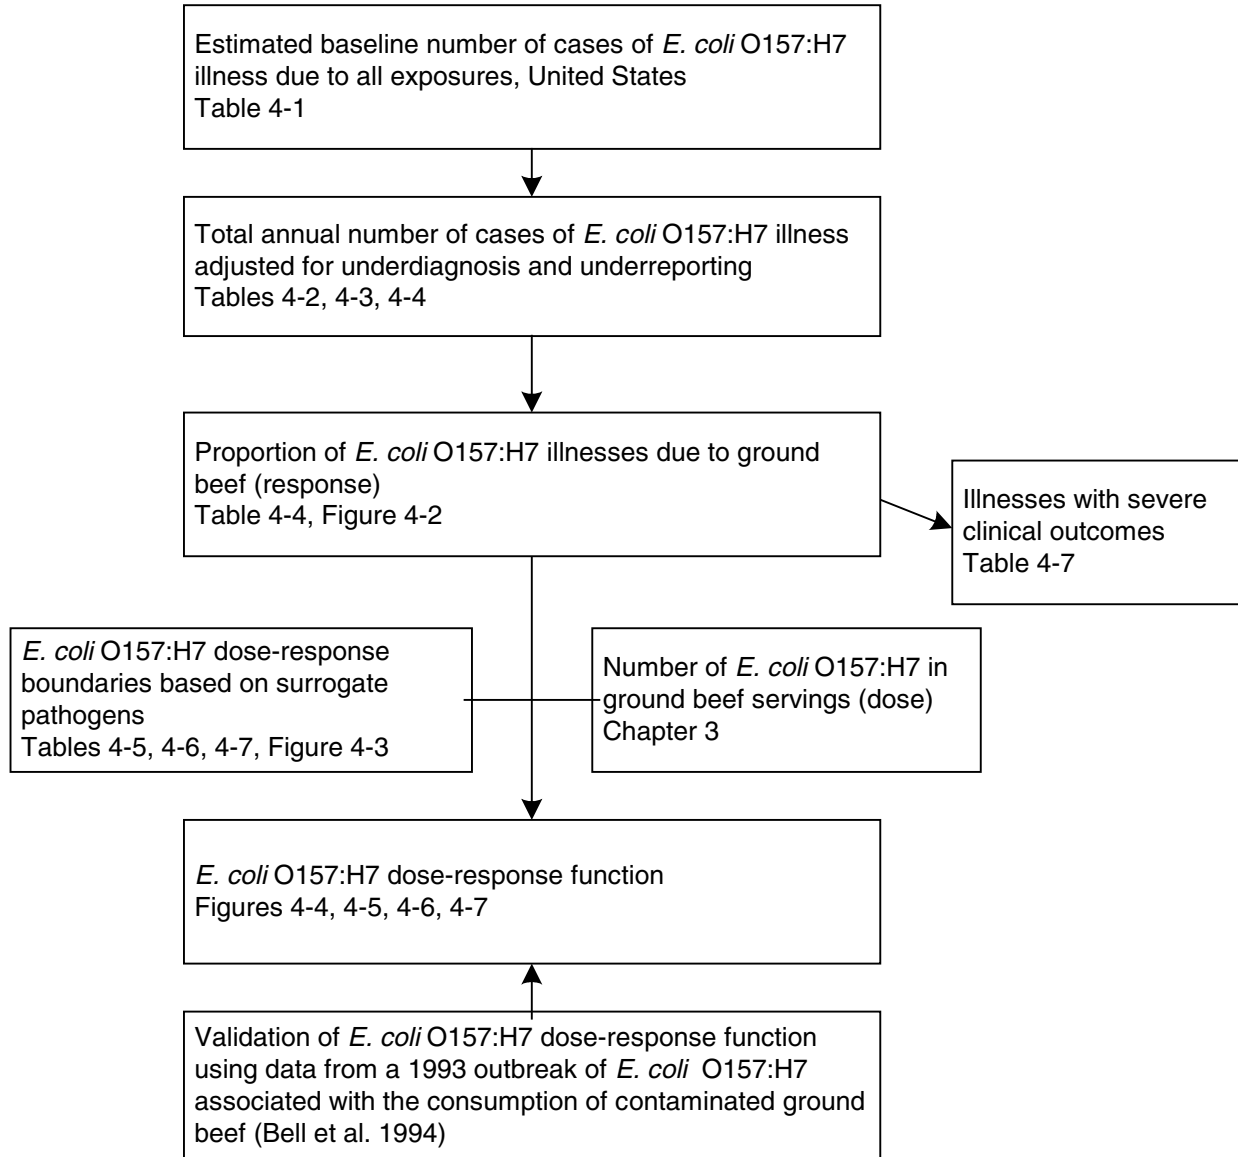 Estimated baseline number of cases of E. coli O157:H7
illness due to all exposures, United States
Table 4-1
Total annual number of cases of E. coli O157:H7 illness
adjusted for underdiagnosis and underreporting
Tables 4-2, 4-3, 4-4
Proportion of E. coli O157:H7 illnesses due to ground
beef (response)
Table 4-4, Figure 4-2
Illnesses with severe
clinical outcomes
Table 4-7
E. coli O157:H7 dose-response
boundaries based on surrogate
pathogens
Tables 4-5, 4-6, 4-7, Figure 4-3
Number of E. coli O157:H7 in
ground beef servings (dose)
Chapter 3
E. coli O157:H7 dose-response function
Figures 4-4, 4-5, 4-6, 4-7
Validation of E. coli O157:H7 dose-response function
using data from a 1993 outbreak of E. coli O157:H7
associated with the consumption of contaminated ground
beef (Bell et al. 1994)